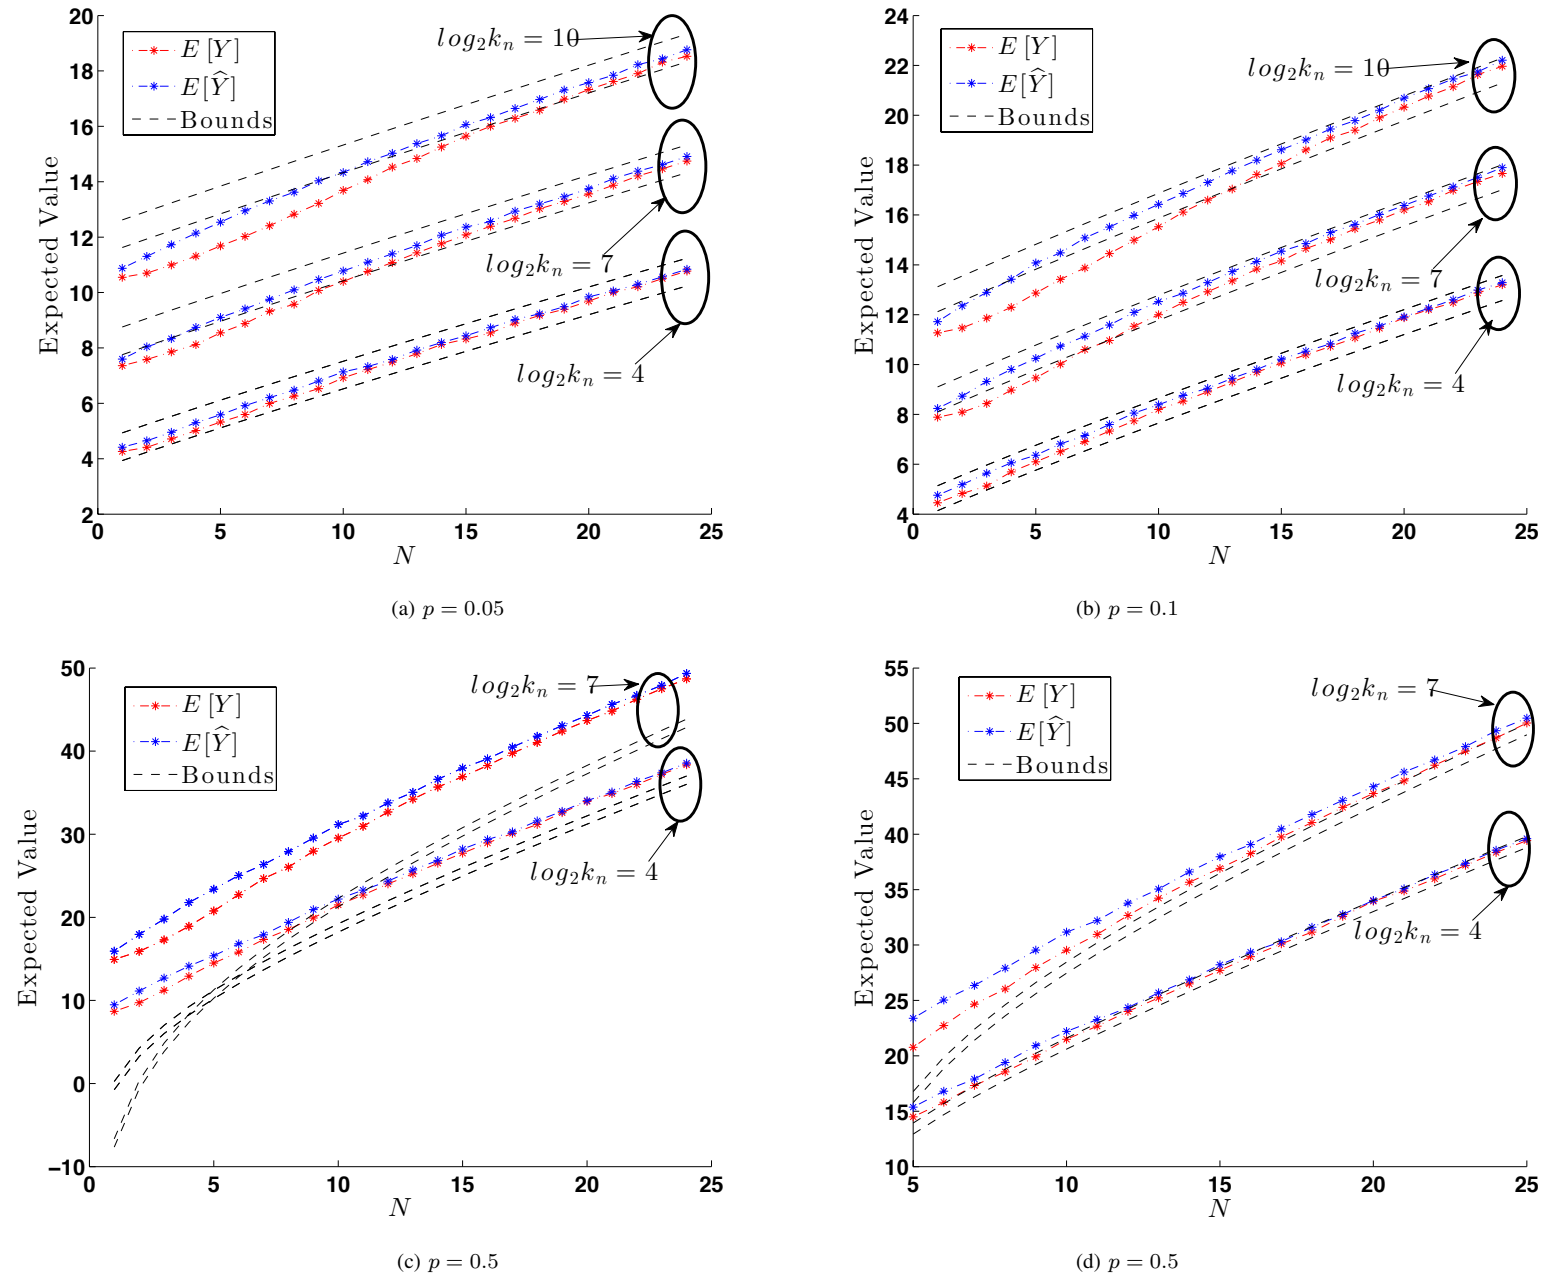 20
18
16
14
12
10
8
6
4
2
0
5
10
15
20
25
Expected Value
N
E [Y]
E[Ŷ]
Bounds
log₂kₙ = 10
log₂kₙ = 7
log₂kₙ = 4
(a) p = 0.05
24
22
20
18
16
14
12
10
8
6
4
0
5
10
15
20
25
Expected Value
N
E [Y]
E[Ŷ]
Bounds
log₂kₙ = 10
log₂kₙ = 7
log₂kₙ = 4
(b) p = 0.1
50
40
30
20
10
0
−10
0
5
10
15
20
25
Expected Value
N
E [Y]
E[Ŷ]
Bounds
log₂kₙ = 7
log₂kₙ = 4
(c) p = 0.5
55
50
45
40
35
30
25
20
15
10
5
10
15
20
25
Expected Value
N
E [Y]
E[Ŷ]
Bounds
log₂kₙ = 7
log₂kₙ = 4
(d) p = 0.5